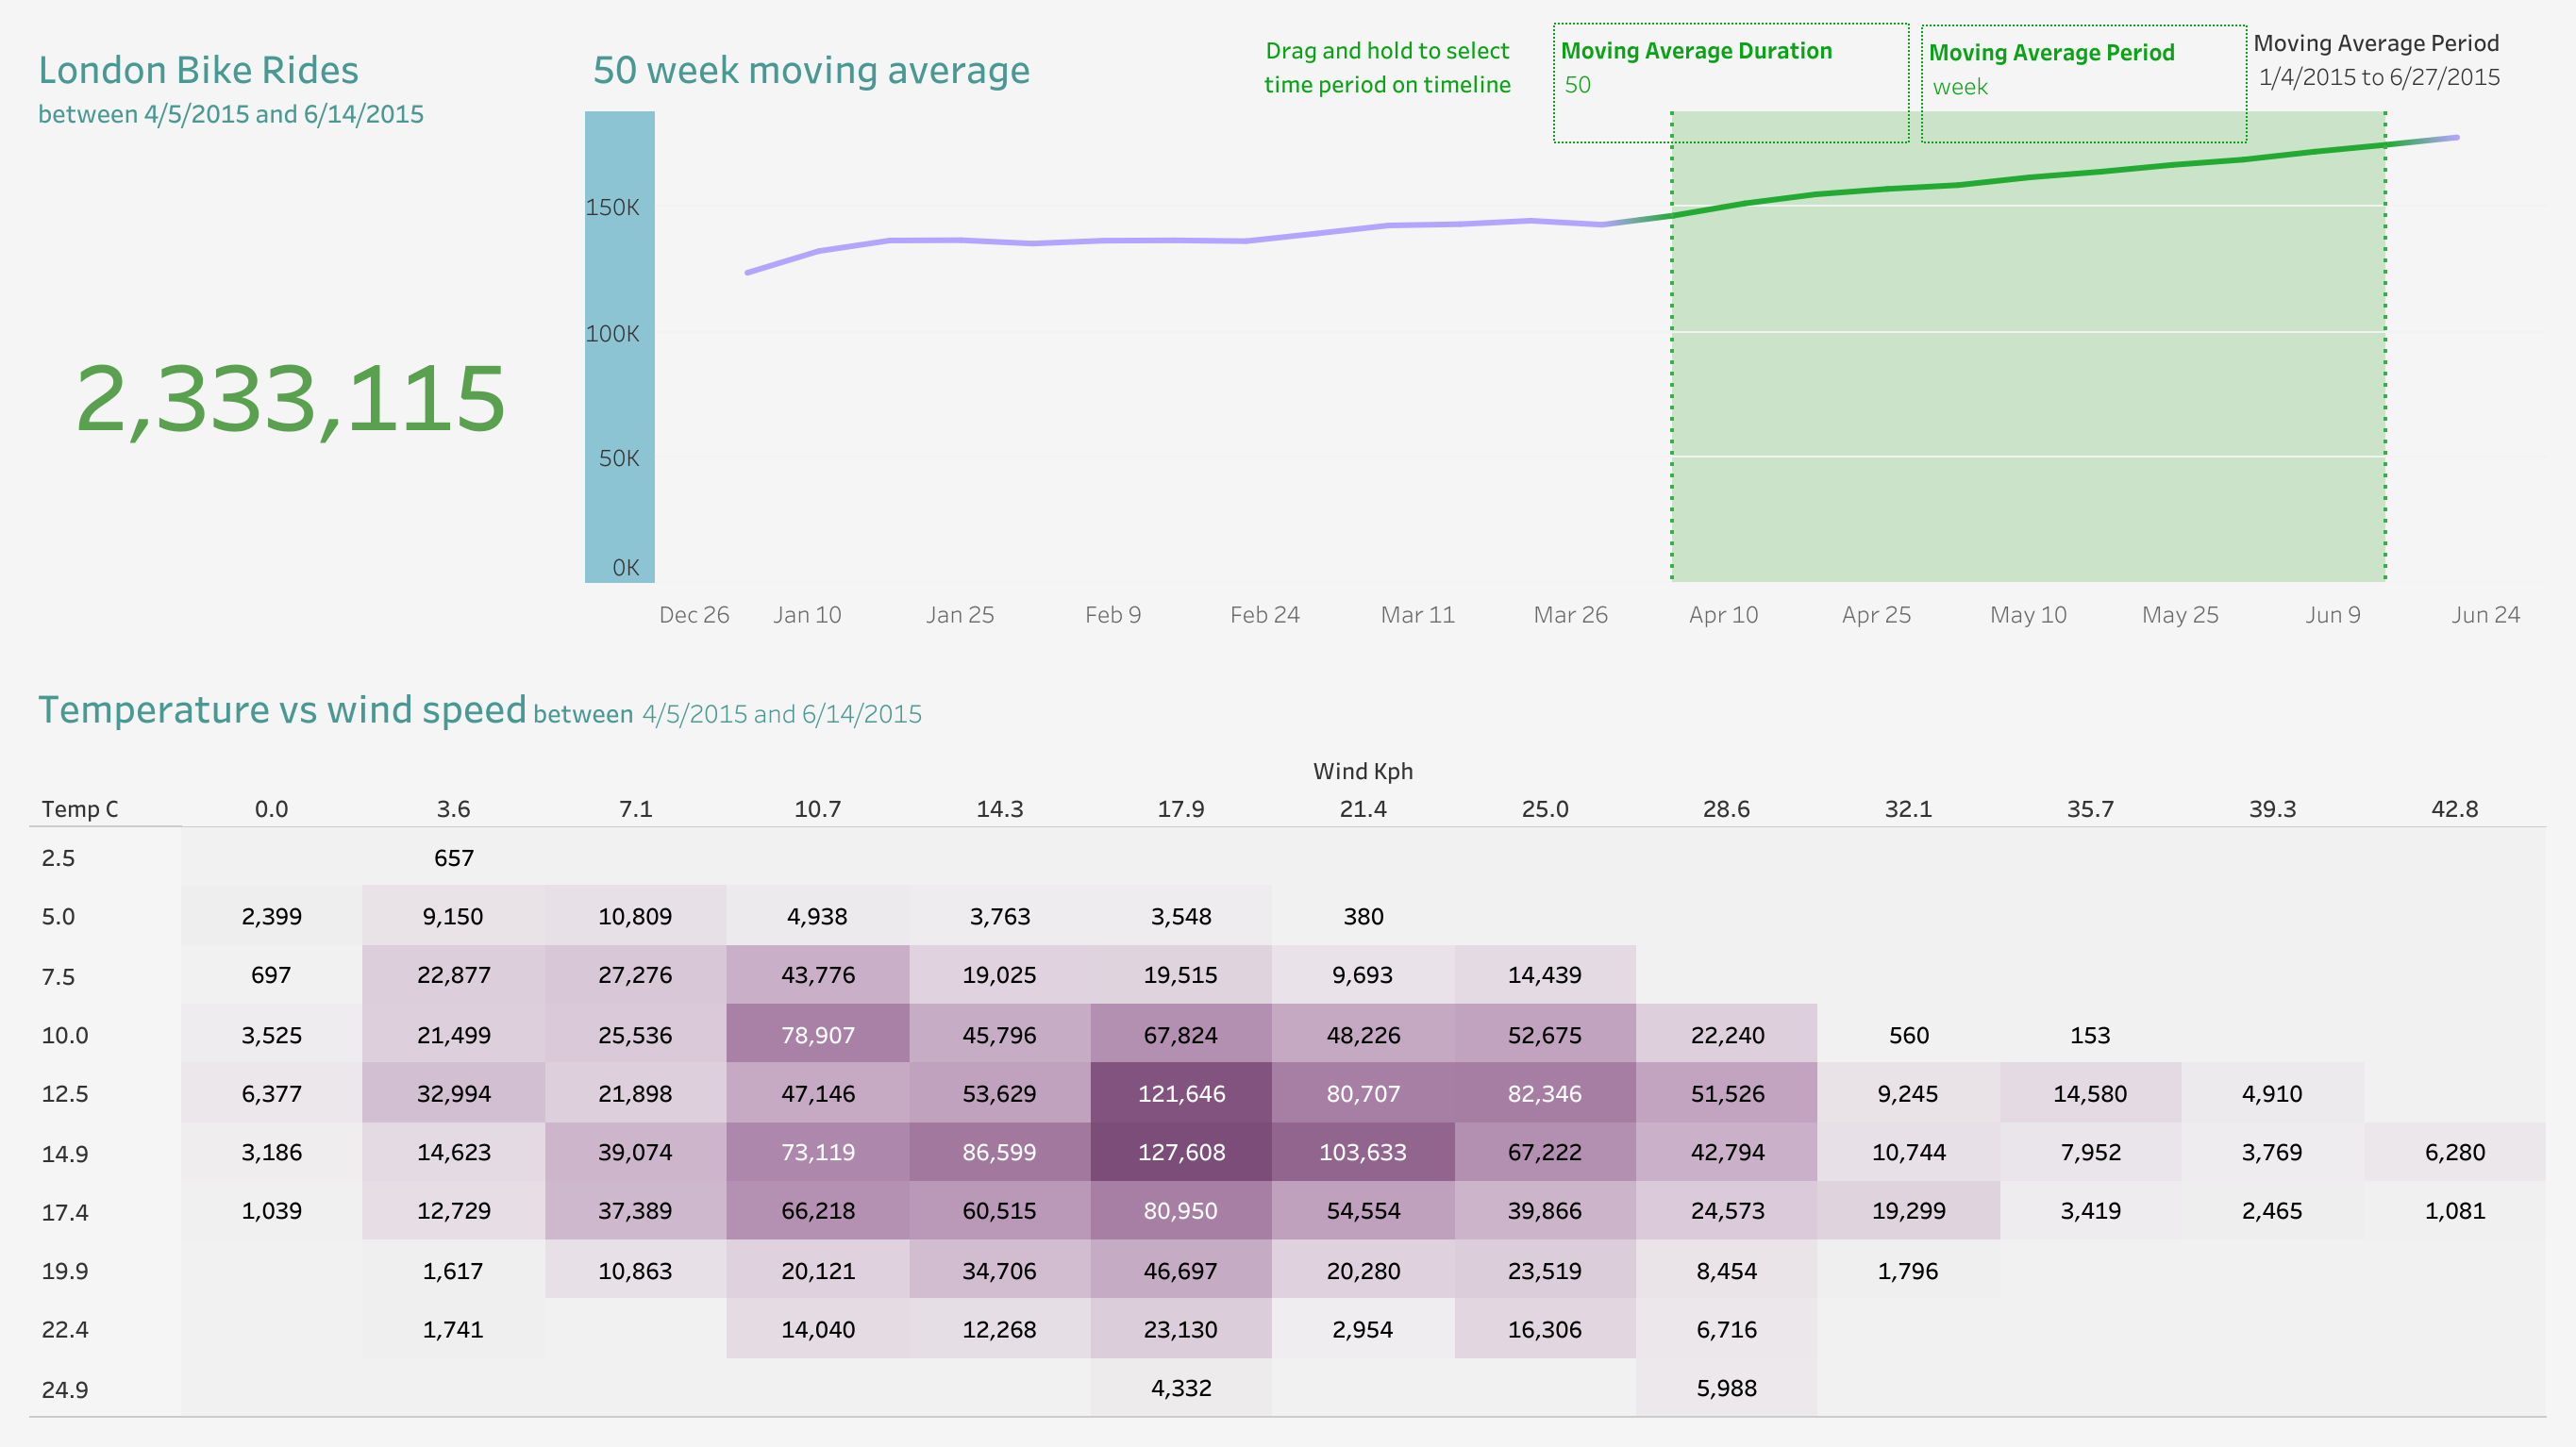 London Bike Rides
between 4/5/2015 and 6/14/2015
2,333,115
50 week moving average
Drag and hold to select
time period on timeline
Moving Average Duration
50
Moving Average Period
week
Moving Average Period
1/4/2015 to 6/27/2015
150K
100K
50K
0K
Dec 26 Jan 10 Jan 25 Feb 9 Feb 24 Mar 11 Mar 26 Apr 10 Apr 25 May 10 May 25 Jun 9 Jun 24
Temperature vs wind speed between 4/5/2015 and 6/14/2015
Wind Kph
Temp C 0.0 3.6 7.1 10.7 14.3 17.9 21.4 25.0 28.6 32.1 35.7 39.3 42.8
2.5 657
5.0 2,399 9,150 10,809 4,938 3,763 3,548 380
7.5 697 22,877 27,276 43,776 19,025 19,515 9,693 14,439
10.0 3,525 21,499 25,536 78,907 45,796 67,824 48,226 52,675 22,240 560 153
12.5 6,377 32,994 21,898 47,146 53,629 121,646 80,707 82,346 51,526 9,245 14,580 4,910
14.9 3,186 14,623 39,074 73,119 86,599 127,608 103,633 67,222 42,794 10,744 7,952 3,769 6,280
17.4 1,039 12,729 37,389 66,218 60,515 80,950 54,554 39,866 24,573 19,299 3,419 2,465 1,081
19.9 1,617 10,863 20,121 34,706 46,697 20,280 23,519 8,454 1,796
22.4 1,741 14,040 12,268 23,130 2,954 16,306 6,716
24.9 4,332 5,988